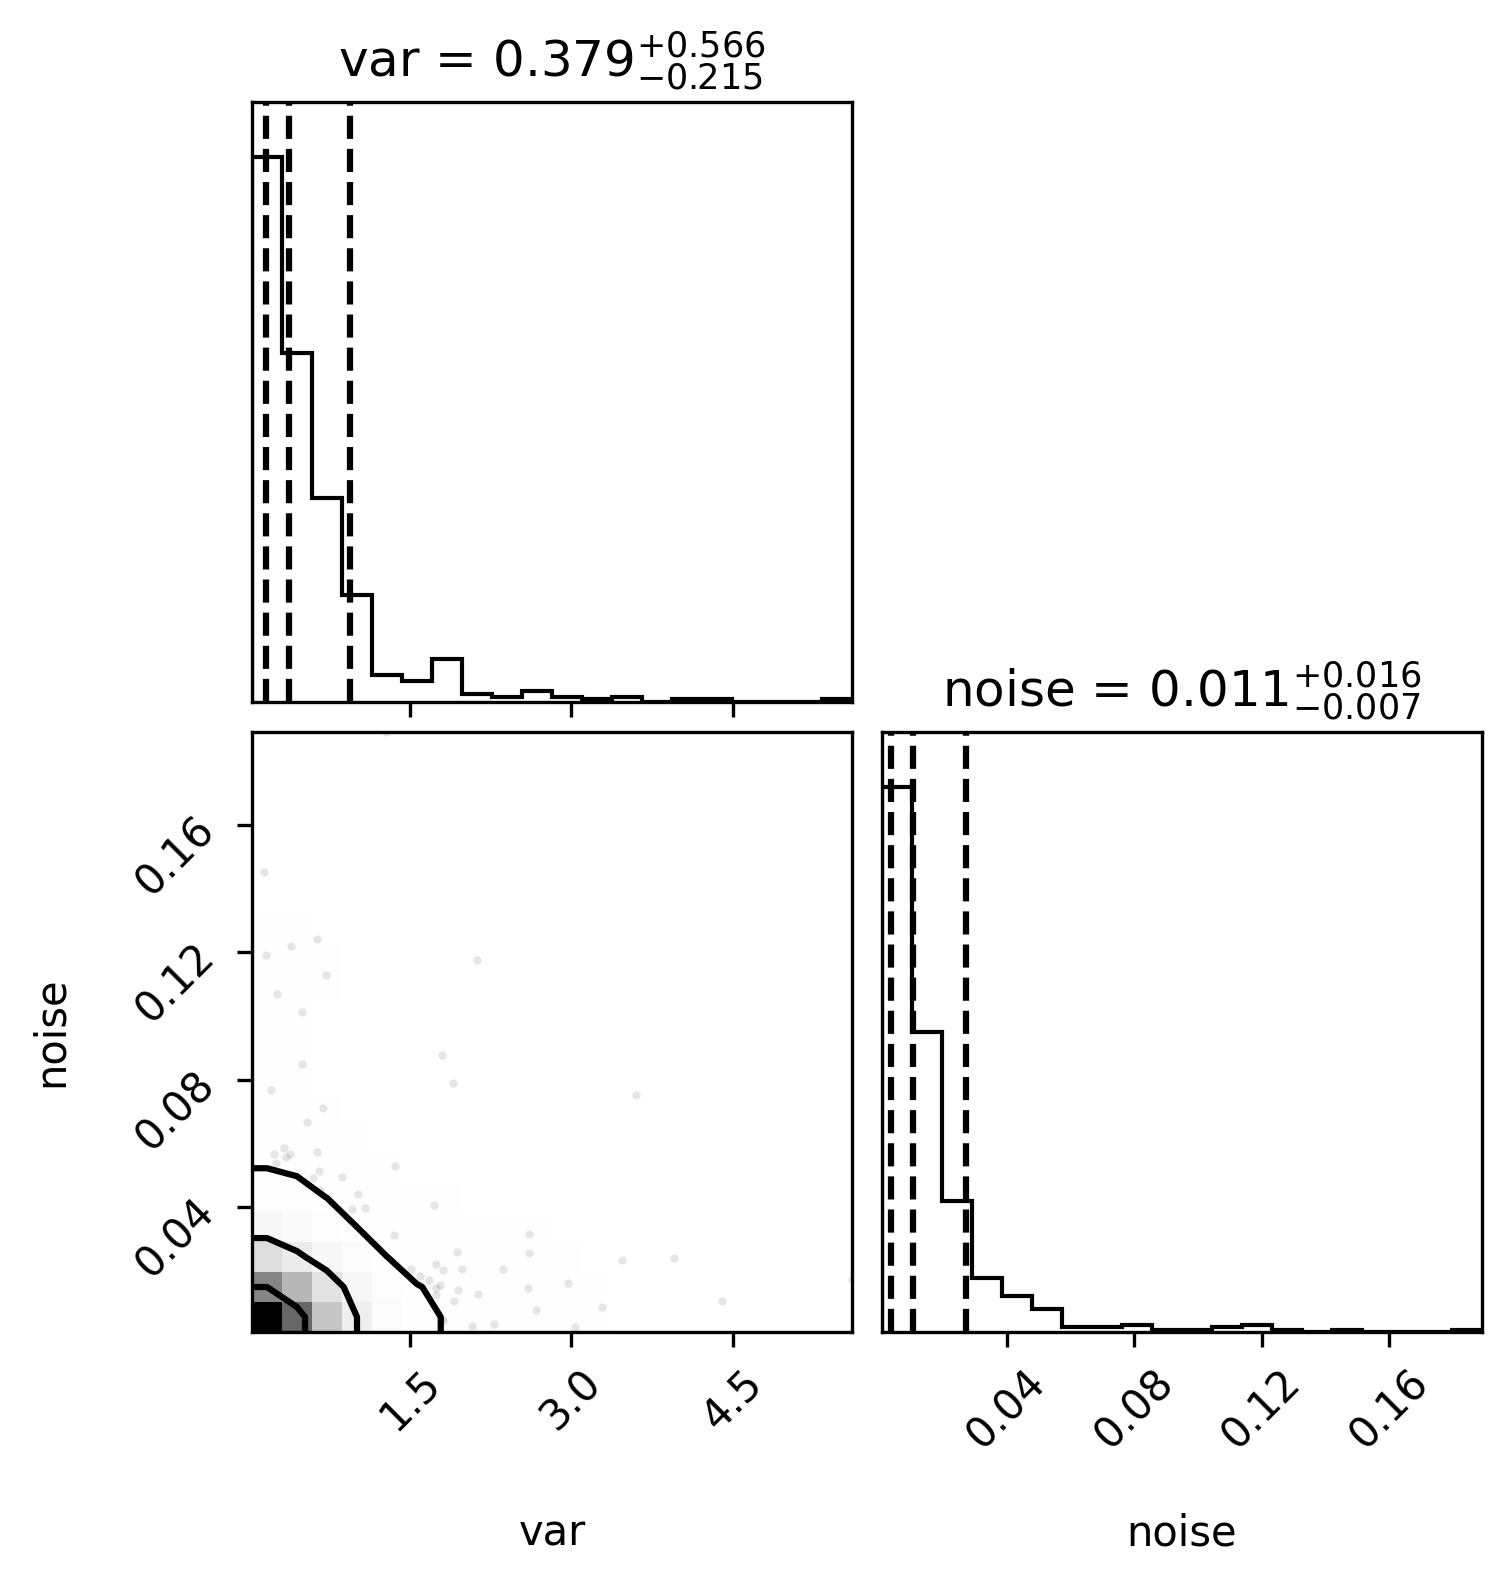 var = 0.379 +0.566 −0.215
noise = 0.011 +0.016 −0.007
0.16
0.12
0.08
0.04
noise
1.5 3.0 4.5
0.04 0.08 0.12 0.16
var
noise